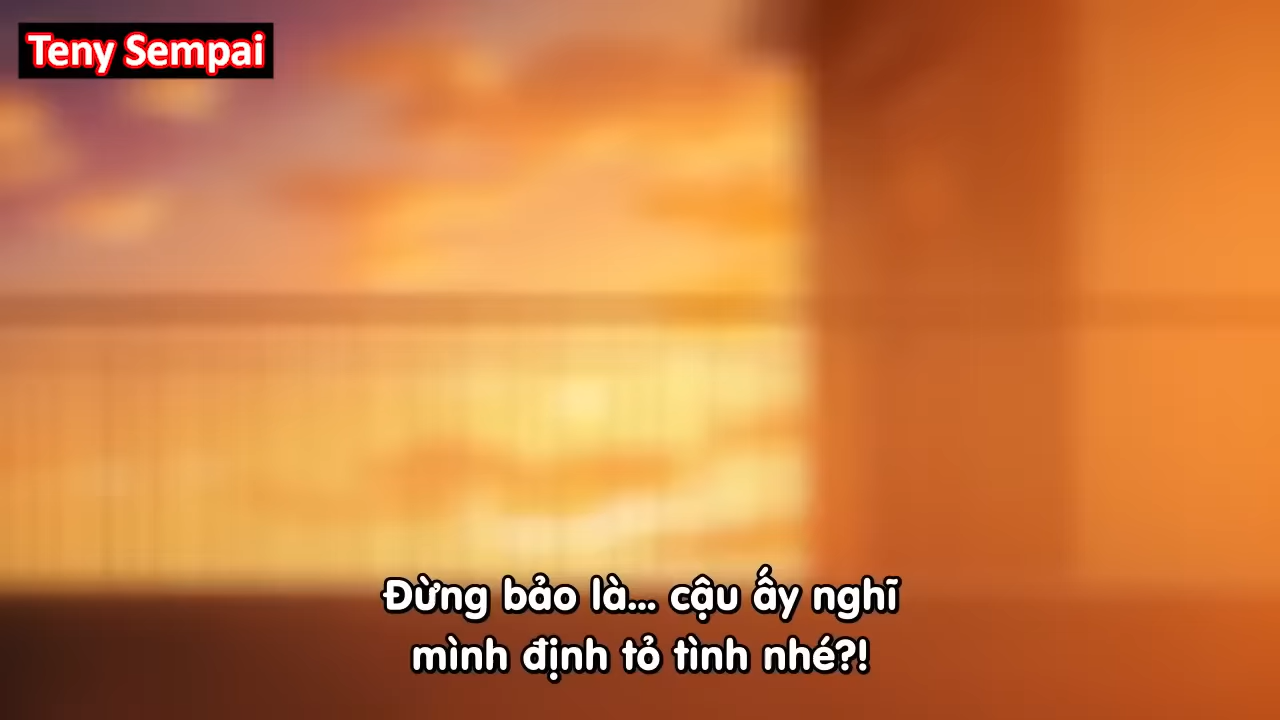 Teny Sempai
Đừng bảo là... cậu ấy nghĩ
mình định tỏ tình nhé?!